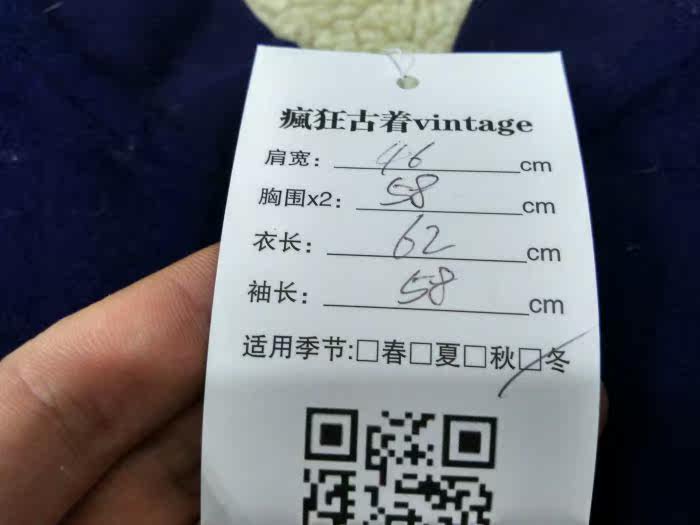 瘋狂古着vintage
肩宽：46cm
胸围x2：58cm
衣长：62cm
袖长：58cm
适用季节:□春□夏□秋□冬